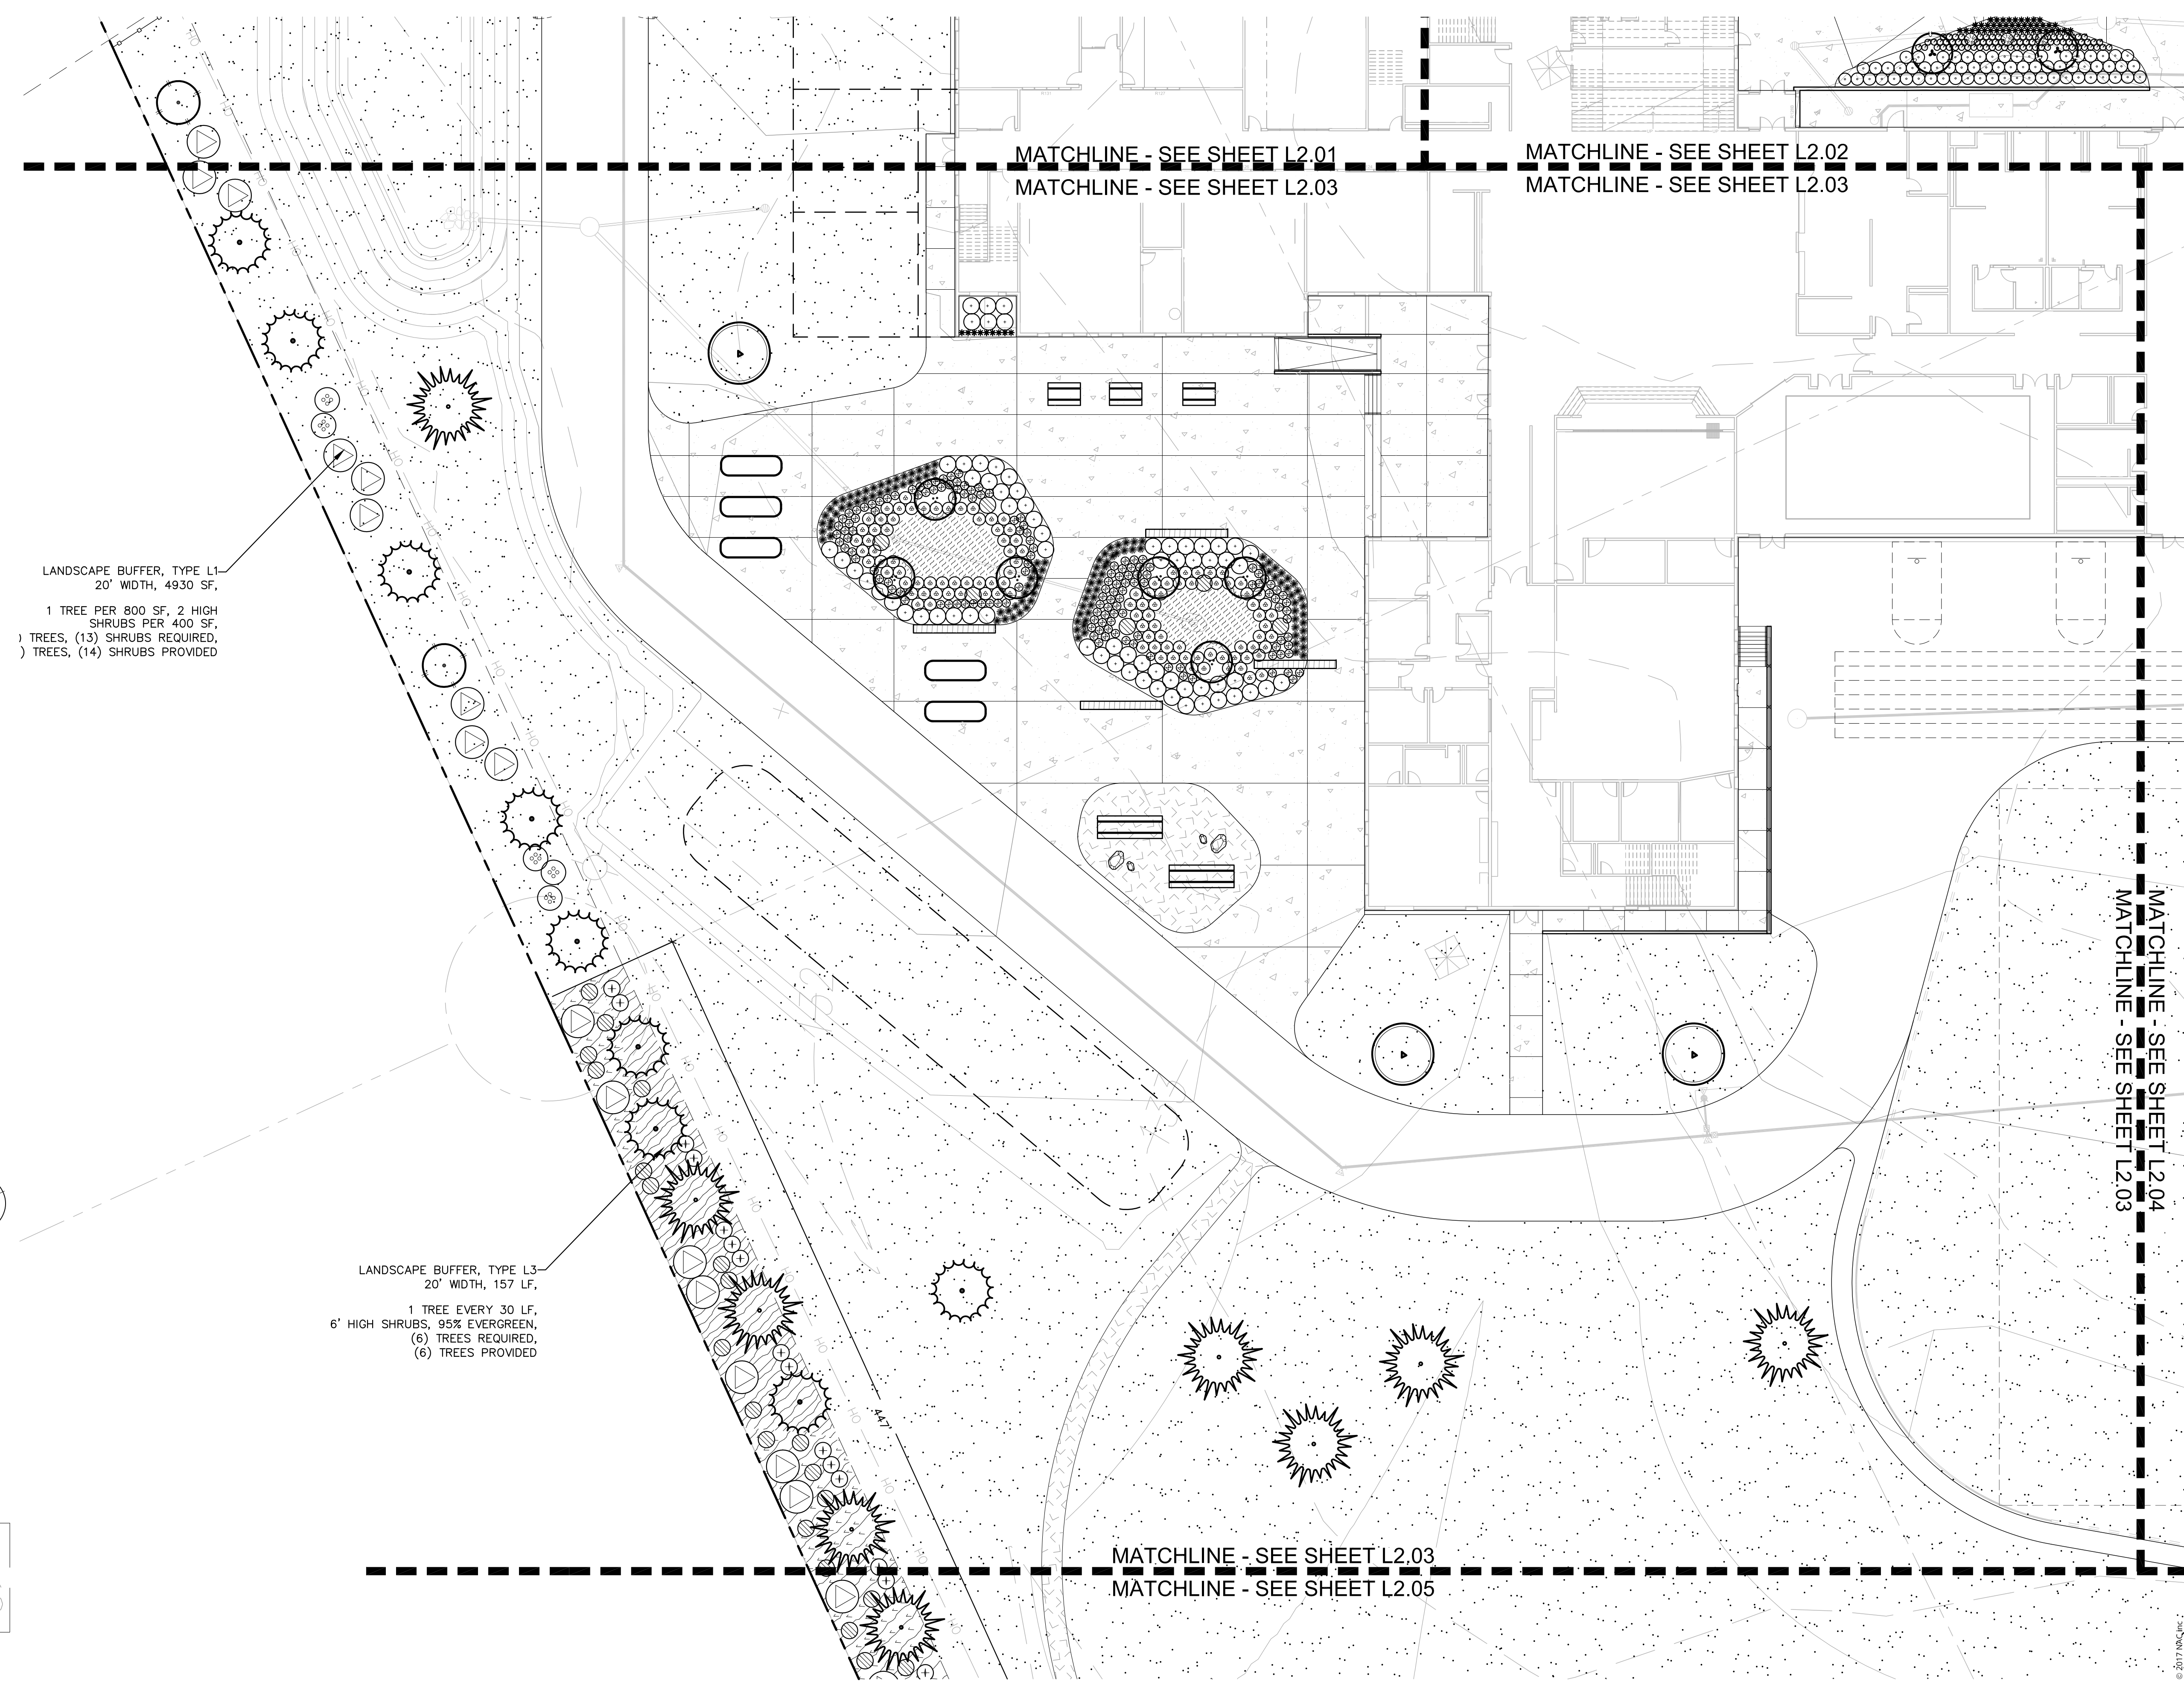 MATCHLINE - SEE SHEET L2.01
MATCHLINE - SEE SHEET L2.03
MATCHLINE - SEE SHEET L2.02
MATCHLINE - SEE SHEET L2.03
LANDSCAPE BUFFER, TYPE L1
20' WIDTH, 4930 SF,
1 TREE PER 800 SF, 2 HIGH
SHRUBS PER 400 SF,
) TREES, (13) SHRUBS REQUIRED,
) TREES, (14) SHRUBS PROVIDED
MATCHLINE - SEE SHEET L2.04
MATCHLINE - SEE SHEET L2.03
LANDSCAPE BUFFER, TYPE L3
20' WIDTH, 157 LF,
1 TREE EVERY 30 LF,
6' HIGH SHRUBS, 95% EVERGREEN,
(6) TREES REQUIRED,
(6) TREES PROVIDED
447
MATCHLINE - SEE SHEET L2.03
MATCHLINE - SEE SHEET L2.05
© 2017 NAC inc